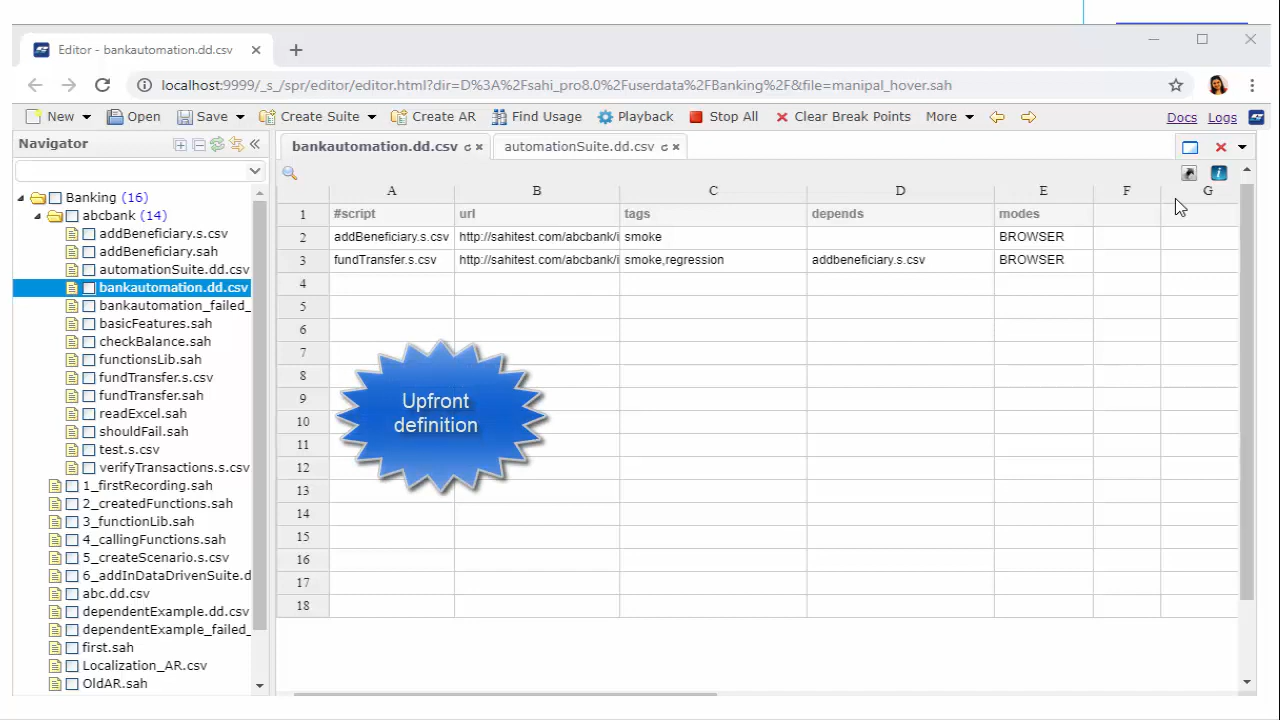 Editor - bankautomation.dd.csv
localhost:9999/_s_/spr/editor/editor.html?dir=D%3A%2Fsahi_pro8.0%2Fuserdata%2FBanking%2F&file=manipal_hover.sah
New Open Save Create Suite Create AR Find Usage Playback Stop All Clear Break Points More Docs Logs
Navigator
bankautomation.dd.csv automationSuite.dd.csv
Banking (16)
abcbank (14)
addBeneficiary.s.csv
addBeneficiary.sah
automationSuite.dd.csv
bankautomation.dd.csv
bankautomation_failed_
basicFeatures.sah
checkBalance.sah
functionsLib.sah
fundTransfer.s.csv
fundTransfer.sah
readExcel.sah
shouldFail.sah
test.s.csv
verifyTransactions.s.csv
1_firstRecording.sah
2_createdFunctions.sah
3_functionLib.sah
4_callingFunctions.sah
5_createScenario.s.csv
6_addInDataDrivenSuite.d
abc.dd.csv
dependentExample.dd.csv
dependentExample_failed_
first.sah
Localization_AR.csv
OldAR.sah
A B C D E F G
1 #script url tags depends modes
2 addBeneficiary.s.csv http://sahitest.com/abcbank/i smoke BROWSER
3 fundTransfer.s.csv http://sahitest.com/abcbank/i smoke,regression addbeneficiary.s.csv BROWSER
4
5
6
7
8
9
10
11
12
13
14
15
16
17
18
Upfront
definition